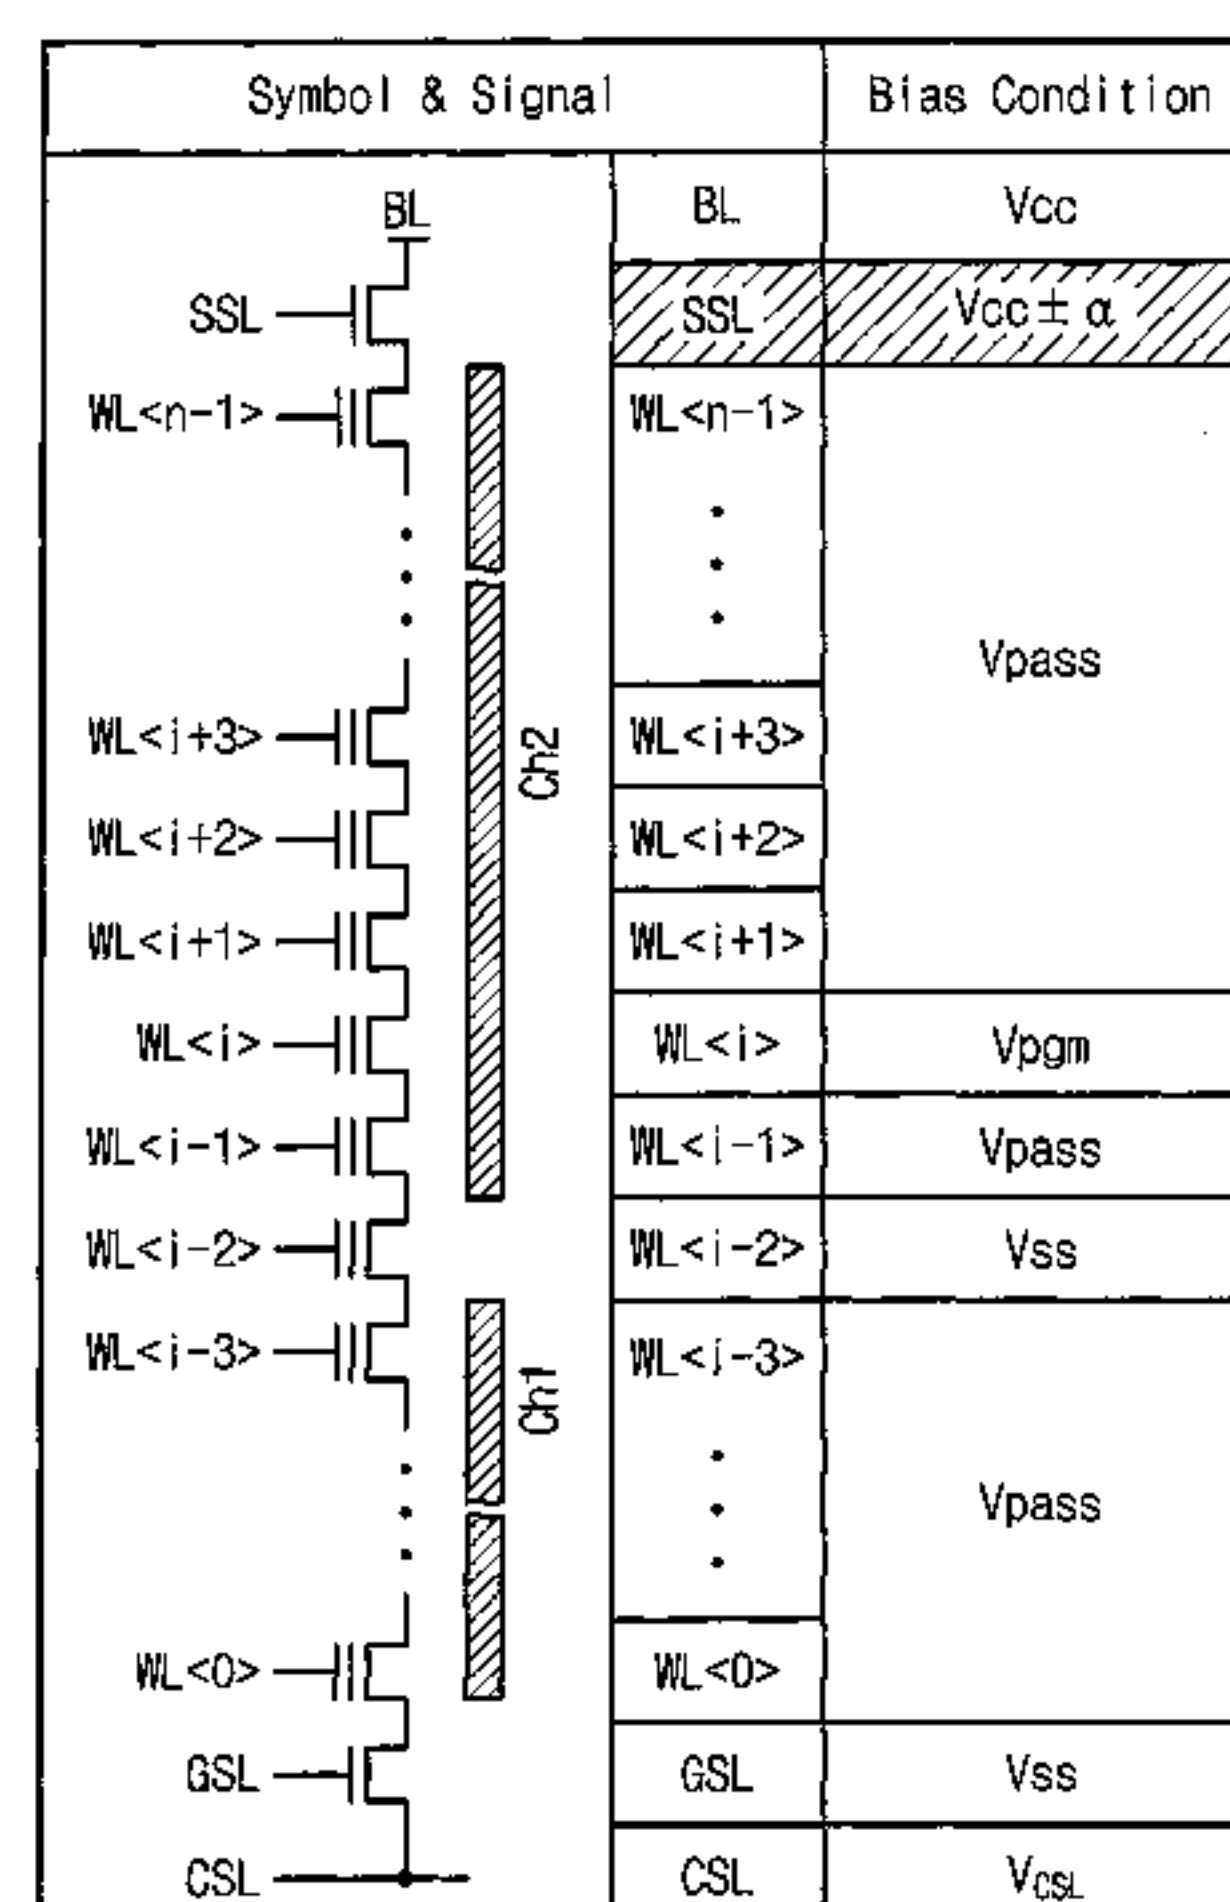 Symbol & Signal Bias Condition
BL BL Vcc
SSL SSL Vcc ± α
WL<n-1> WL<n-1>
Vpass
WL<i+3> WL<i+3>
Ch2
WL<i+2> WL<i+2>
WL<i+1> WL<i+1>
WL<i> WL<i> Vpgm
WL<i-1> WL<i-1> Vpass
WL<i-2> WL<i-2> Vss
WL<i-3> WL<i-3>
Ch1
Vpass
WL<0> WL<0>
GSL GSL Vss
CSL CSL VCSL